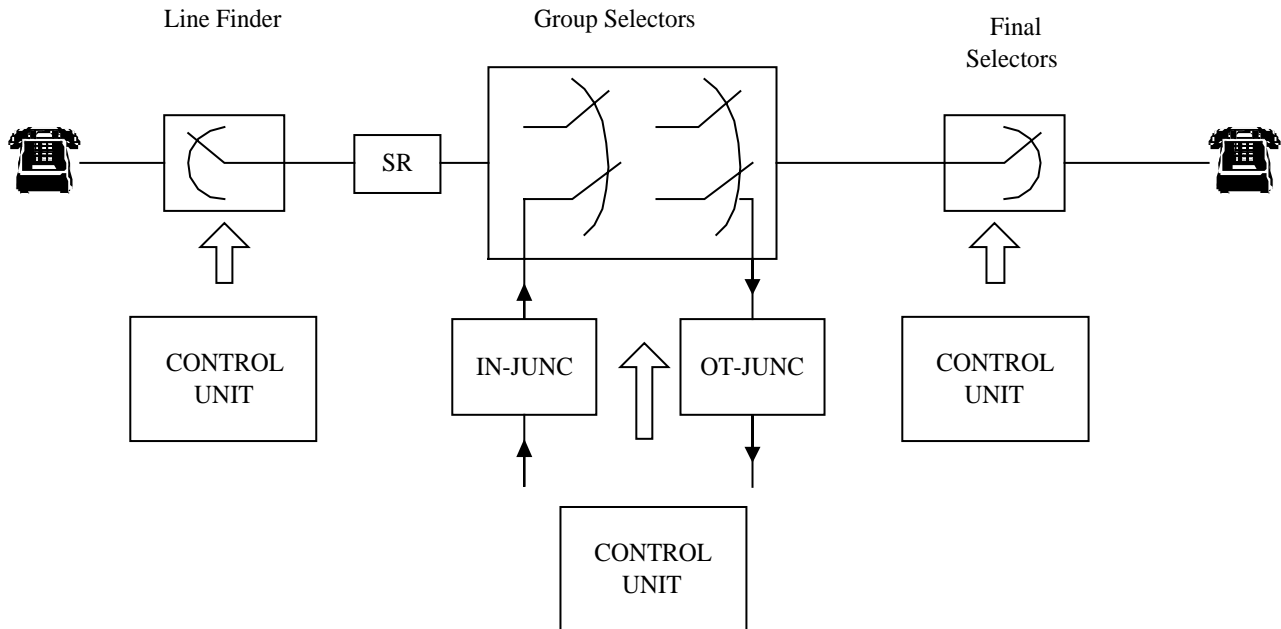 Line Finder
Group Selectors
Final
Selectors
SR
CONTROL
UNIT
IN-JUNC
OT-JUNC
CONTROL
UNIT
CONTROL
UNIT